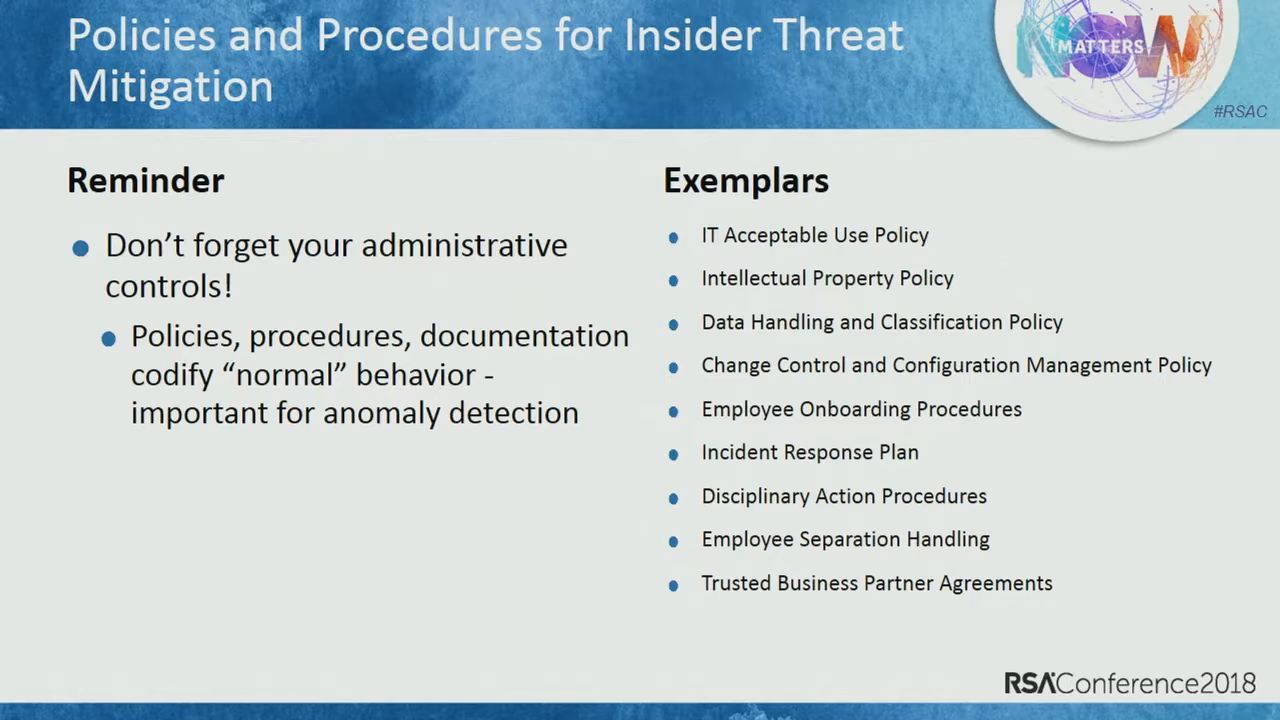 Policies and Procedures for Insider Threat
Mitigation
NOW
MATTERS
#RSAC
Reminder
Don’t forget your administrative
controls!
Policies, procedures, documentation
codify “normal” behavior -
important for anomaly detection
Exemplars
IT Acceptable Use Policy
Intellectual Property Policy
Data Handling and Classification Policy
Change Control and Configuration Management Policy
Employee Onboarding Procedures
Incident Response Plan
Disciplinary Action Procedures
Employee Separation Handling
Trusted Business Partner Agreements
RSAConference2018